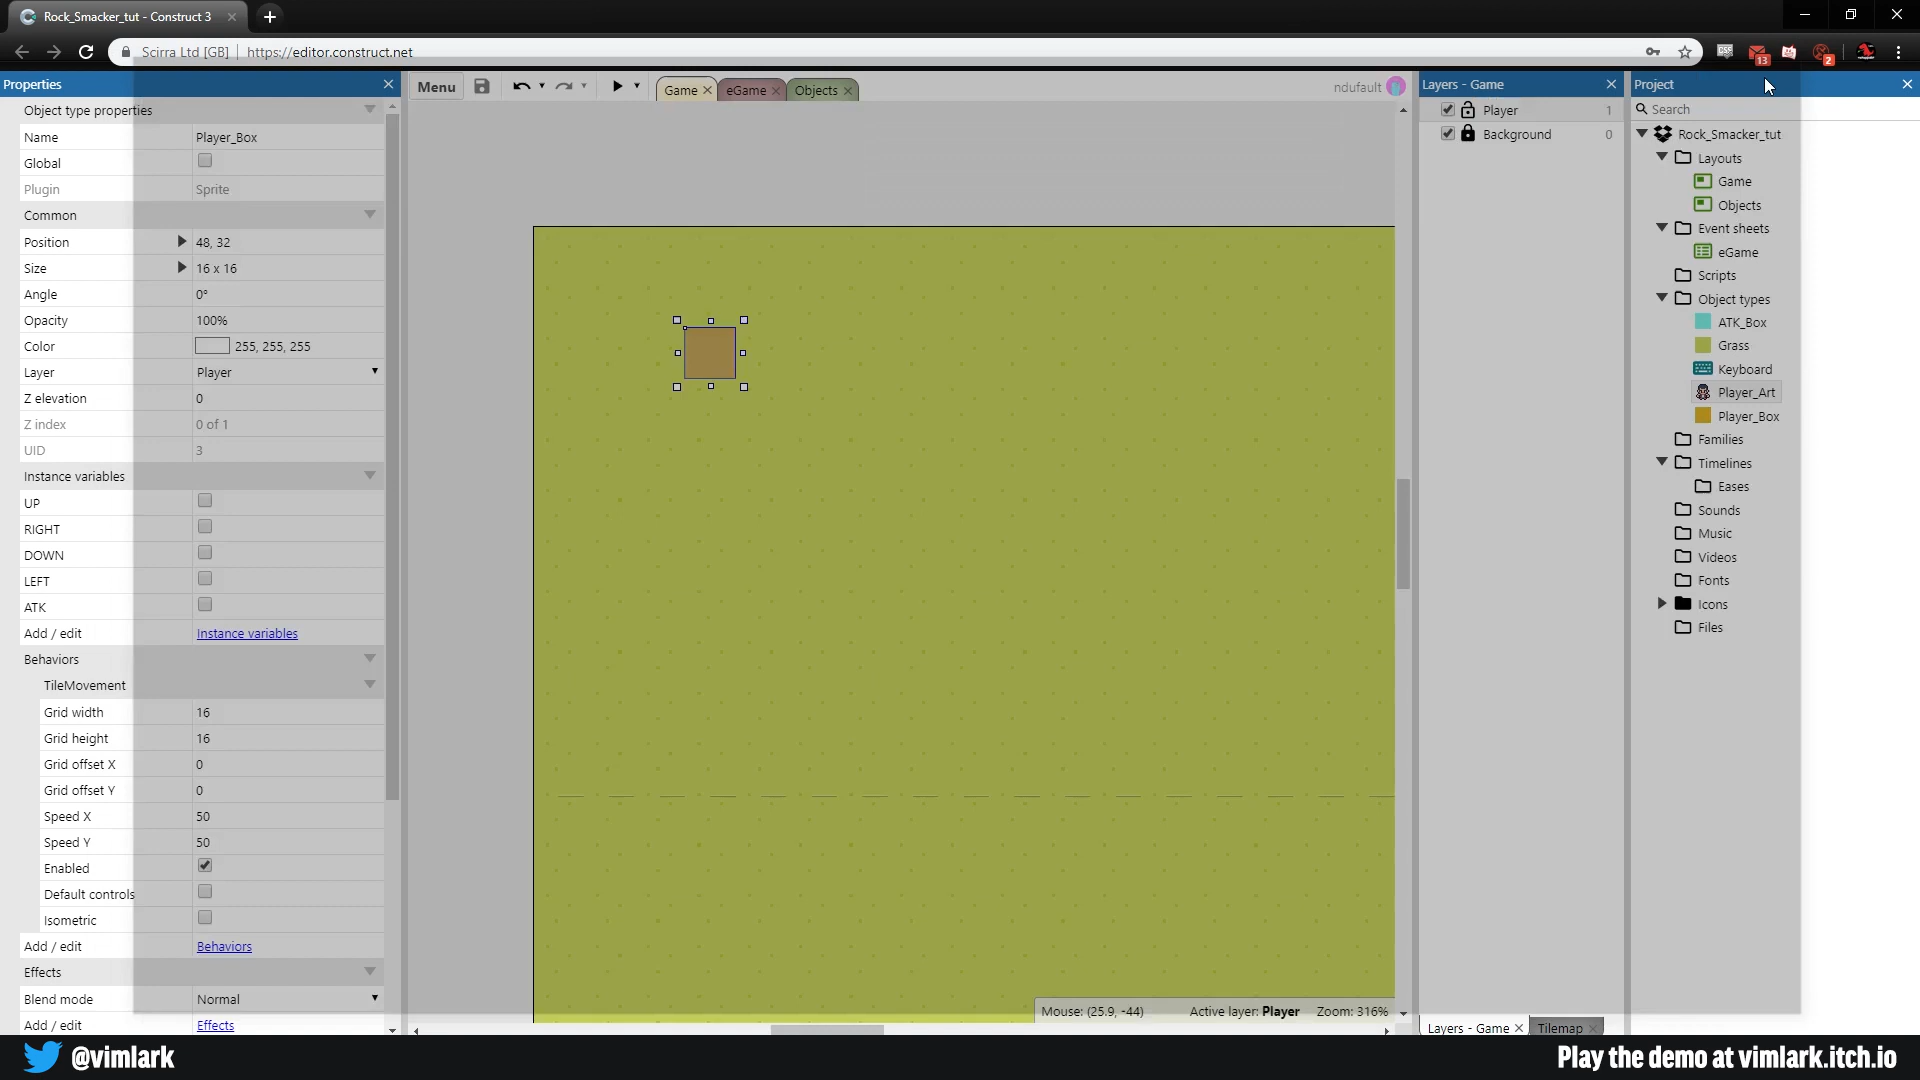 Rock_Smacker_tut - Construct 3
Scirra Ltd [GB] | https://editor.construct.net
13
2
Properties
Object type properties
Name Player_Box
Global
Plugin Sprite
Common
Position 48, 32
Size 16 x 16
Angle 0°
Opacity 100%
Color 255, 255, 255
Layer Player
Z elevation 0
Z index 0 of 1
UID 3
Instance variables
UP
RIGHT
DOWN
LEFT
ATK
Add / edit Instance variables
Behaviors
TileMovement
Grid width 16
Grid height 16
Grid offset X 0
Grid offset Y 0
Speed X 50
Speed Y 50
Enabled
Default controls
Isometric
Add / edit Behaviors
Effects
Blend mode Normal
Add / edit Effects
Menu
Game
eGame
Objects
ndufault
Mouse: (25.9, -44) Active layer: Player Zoom: 316%
Layers - Game
Player 1
Background 0
Layers - Game
Tilemap
Project
Search
Rock_Smacker_tut
Layouts
Game
Objects
Event sheets
eGame
Scripts
Object types
ATK_Box
Grass
Keyboard
Player_Art
Player_Box
Families
Timelines
Eases
Sounds
Music
Videos
Fonts
Icons
Files
@vimlark
Play the demo at vimlark.itch.io